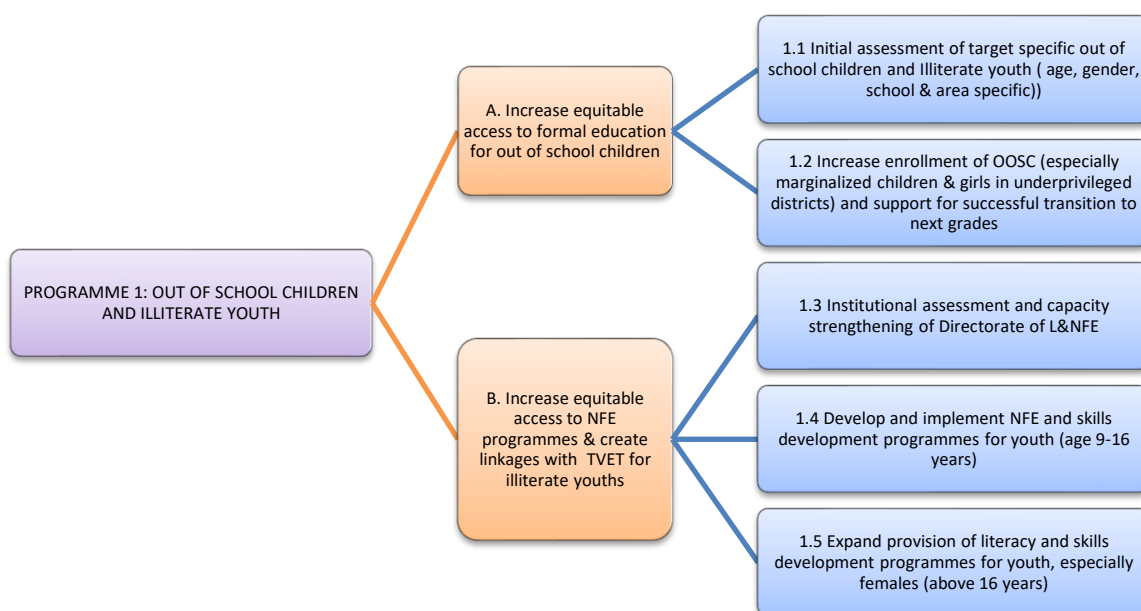 PROGRAMME 1: OUT OF SCHOOL CHILDREN
AND ILLITERATE YOUTH
A. Increase equitable
access to formal education
for out of school children
1.1 Initial assessment of target specific out of
school children and Illiterate youth ( age, gender,
school & area specific))
1.2 Increase enrollment of OOSC (especially
marginalized children & girls in underprivileged
districts) and support for successful transition to
next grades
B. Increase equitable
access to NFE
programmes & create
linkages with TVET for
illiterate youths
1.3 Institutional assessment and capacity
strengthening of Directorate of L&NFE
1.4 Develop and implement NFE and skills
development programmes for youth (age 9-16
years)
1.5 Expand provision of literacy and skills
development programmes for youth, especially
females (above 16 years)